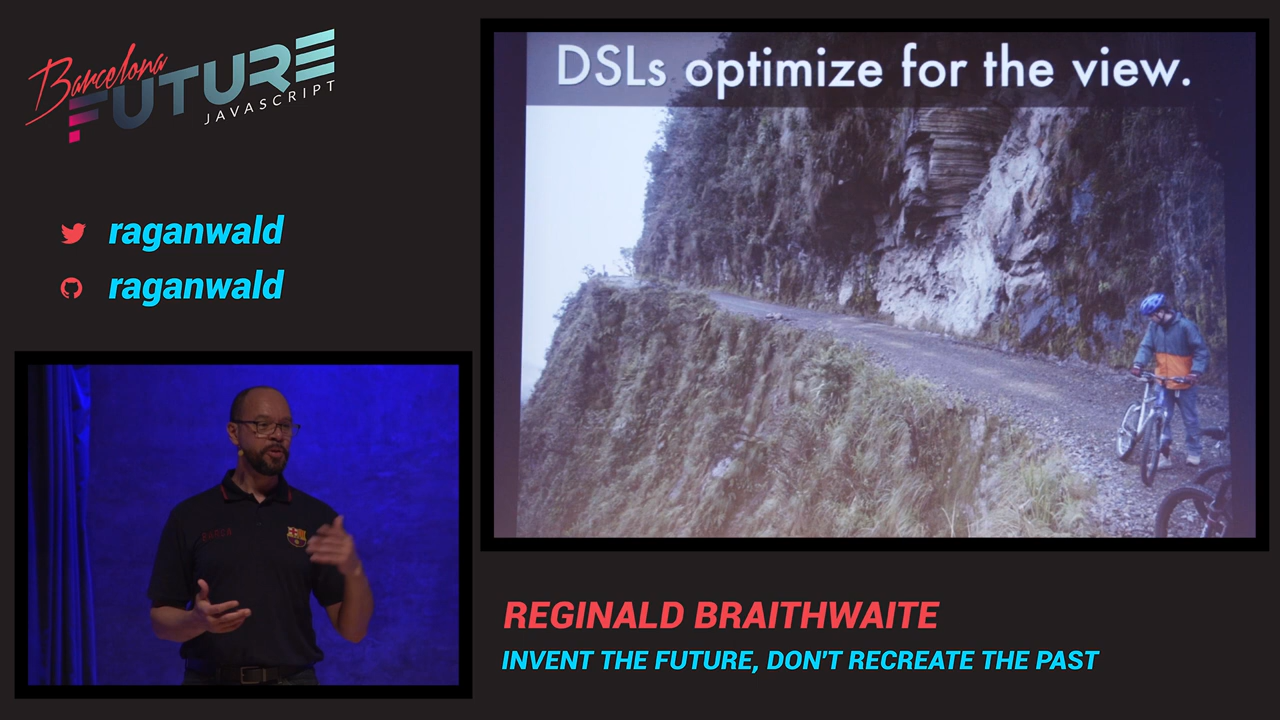 Barcelona
FUTURE
JAVASCRIPT
raganwald
raganwald
DSLs optimize for the view.
BARÇA
REGINALD BRAITHWAITE
INVENT THE FUTURE, DON'T RECREATE THE PAST